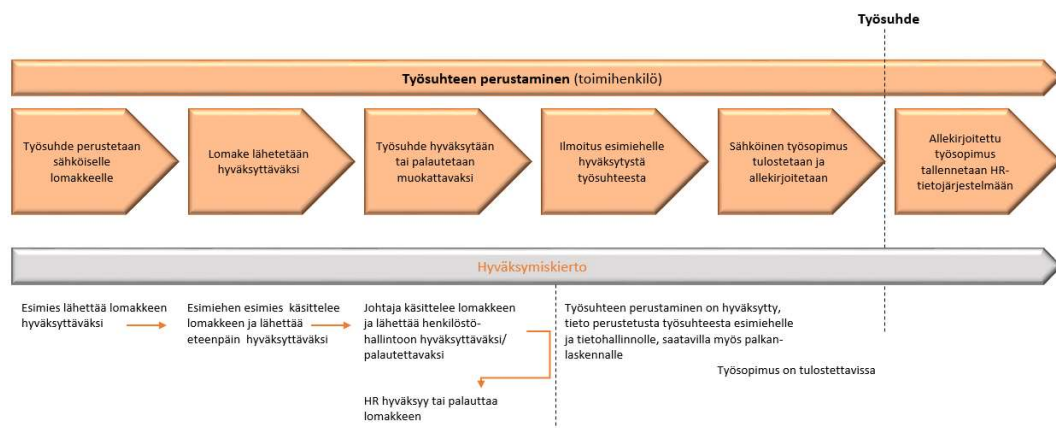 Työsuhde
Työsuhteen perustaminen (toimihenkilö)
Työsuhde perustetaan
sähköiselle
lomakkeelle
Lomake lähetetään
hyväksyttäväksi
Työsuhde hyväksytään
tai palautetaan
muokattavaksi
Ilmoitus esimiehelle
hyväksytystä
työsuhteesta
Sähköinen työsopimus
tulostetaan ja
allekirjoitetaan
Allekirjoitettu
työsopimus
tallennetaan HR-
tietojärjestelmään
Hyväksymiskierto
Esimies lähettää lomakkeen
hyväksyttäväksi
Esimiehen esimies käsittelee
lomakkeen ja lähettää
eteenpäin hyväksyttäväksi
Johtaja käsittelee lomakkeen
ja lähettää henkilöstö-
hallintoon hyväksyttäväksi/
palautettavaksi
HR hyväksyy tai palauttaa
lomakkeen
Työsuhteen perustaminen on hyväksytty,
tieto perustetusta työsuhteesta esimiehelle
ja tietohallinnolle, saatavilla myös palkan-
laskennalle
Työsopimus on tulostettavissa